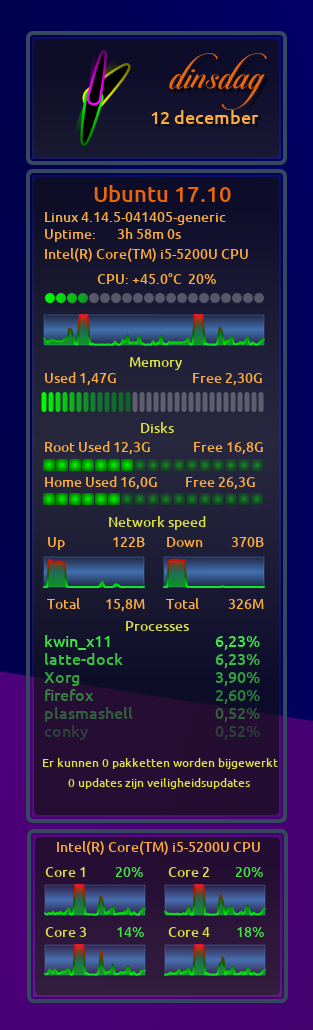 dinsdag
12 december
Ubuntu 17.10
Linux 4.14.5-041405-generic
Uptime: 3h 58m 0s
Intel(R) Core(TM) i5-5200U CPU
CPU: +45.0°C 20%
Memory
Used 1,47G Free 2,30G
Disks
Root Used 12,3G Free 16,8G
Home Used 16,0G Free 26,3G
Network speed
Up 122B Down 370B
Total 15,8M Total 326M
Processes
kwin_x11 6,23%
latte-dock 6,23%
Xorg 3,90%
firefox 2,60%
plasmashell 0,52%
conky 0,52%
Er kunnen 0 pakketten worden bijgewerkt
0 updates zijn veiligheidsupdates
Intel(R) Core(TM) i5-5200U CPU
Core 1 20% Core 2 20%
Core 3 14% Core 4 18%